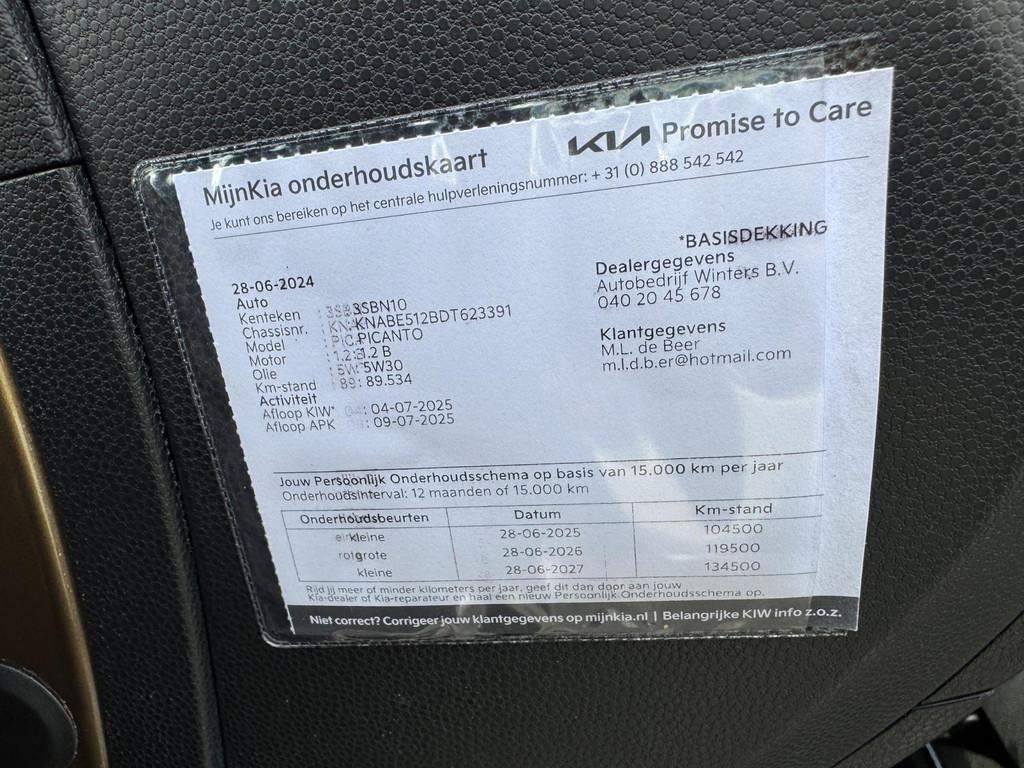 MijnKia onderhoudskaart
KIA Promise to Care
Je kunt ons bereiken op het centrale hulpverleningsnummer: + 31 (0) 888 542 542
*BASISDEKKING
28-06-2024
Auto
Kenteken : 3SBN10
Chassisnr. : KNABE512BDT623391
Model : PICANTO
Motor : 1.2 B
Olie : 5W30
Km-stand : 89.534
Activiteit
Afloop KIW* : 04-07-2025
Afloop APK : 09-07-2025
Dealergegevens
Autobedrijf Winters B.V.
040 20 45 678
Klantgegevens
M.L. de Beer
m.l.d.b.er@hotmail.com
Jouw Persoonlijk Onderhoudsschema op basis van 15.000 km per jaar
Onderhoudsinterval: 12 maanden of 15.000 km
Onderhoudsbeurten Datum Km-stand
kleine 28-06-2025 104500
grote 28-06-2026 119500
kleine 28-06-2027 134500
Rijd jij meer of minder kilometers per jaar, geef dit dan door aan jouw
Kia-dealer of Kia-reparateur en haal een nieuw Persoonlijk Onderhoudsschema op.
Niet correct? Corrigeer jouw klantgegevens op mijnkia.nl | Belangrijke KIW info z.o.z.